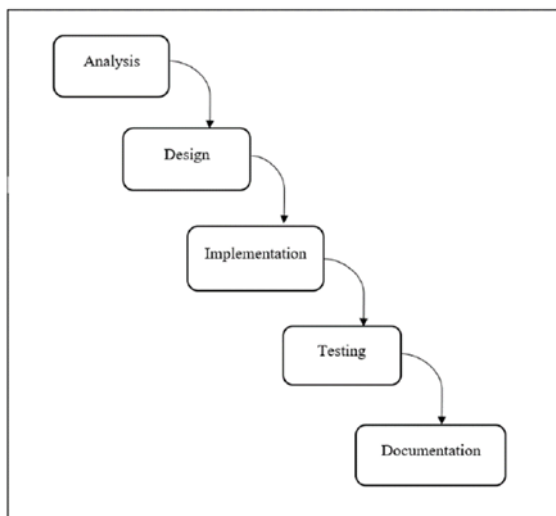 Analysis
Design
Implementation
Testing
Documentation